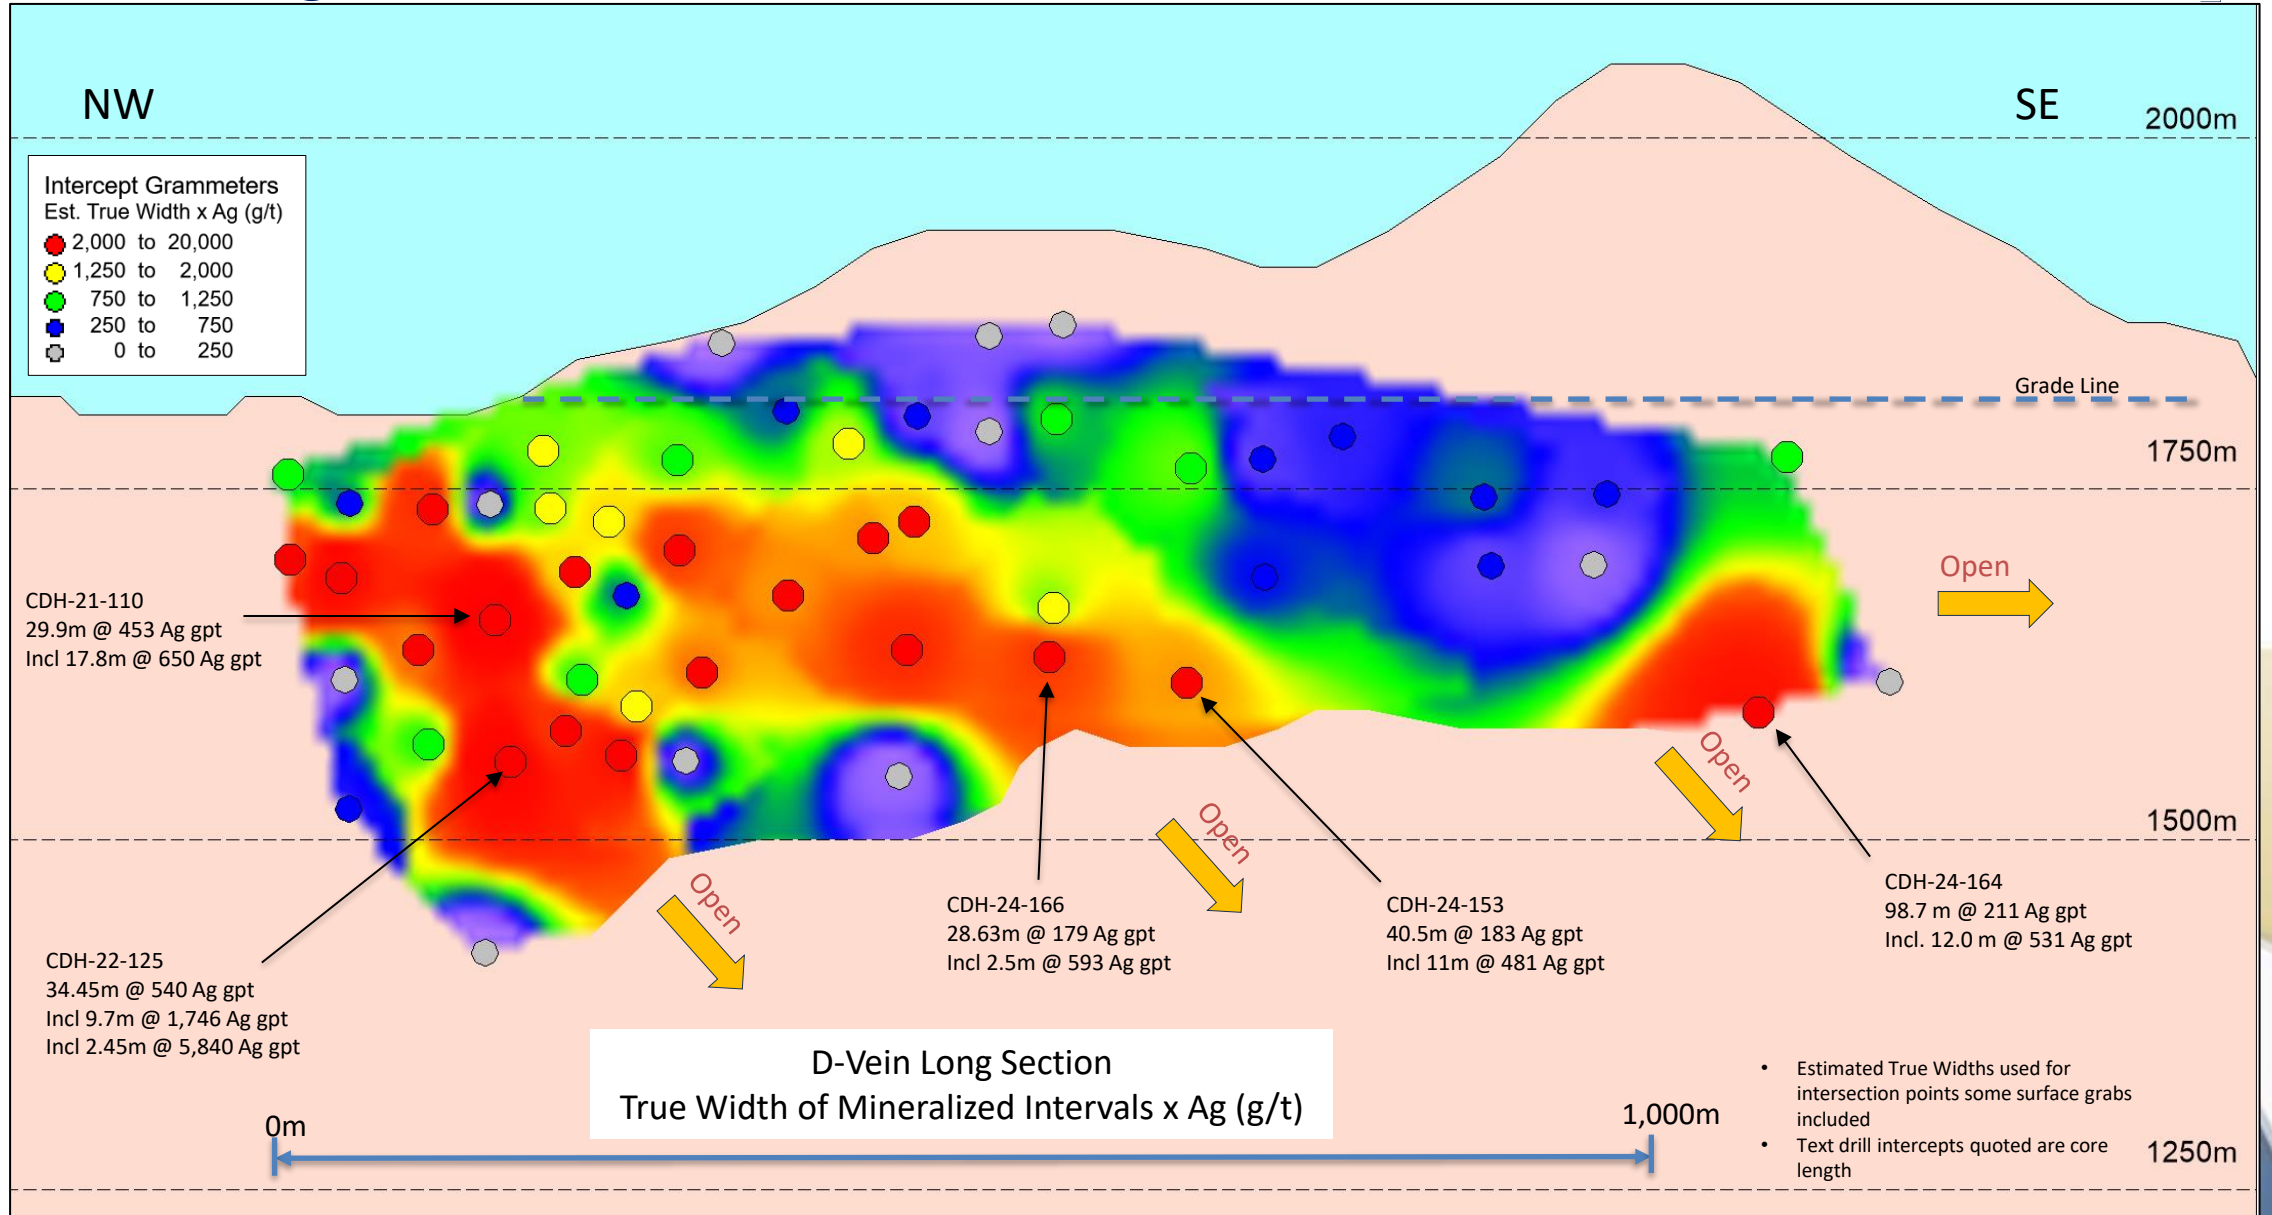 NW
SE
2000m
Intercept Grammeters
Est. True Width x Ag (g/t)
2,000 to 20,000
1,250 to 2,000
750 to 1,250
250 to 750
0 to 250
Grade Line
1750m
Open
CDH-21-110
29.9m @ 453 Ag gpt
Incl 17.8m @ 650 Ag gpt
Open
Open
1500m
Open
CDH-24-164
98.7 m @ 211 Ag gpt
Incl. 12.0 m @ 531 Ag gpt
CDH-24-166
28.63m @ 179 Ag gpt
Incl 2.5m @ 593 Ag gpt
CDH-24-153
40.5m @ 183 Ag gpt
Incl 11m @ 481 Ag gpt
CDH-22-125
34.45m @ 540 Ag gpt
Incl 9.7m @ 1,746 Ag gpt
Incl 2.45m @ 5,840 Ag gpt
D-Vein Long Section
True Width of Mineralized Intervals x Ag (g/t)
• Estimated True Widths used for
intersection points some surface grabs
included
• Text drill intercepts quoted are core
length
0m
1,000m
1250m